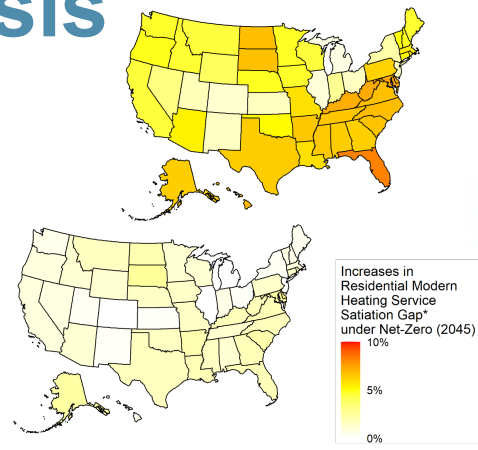 sis
Increases in
Residential Modern
Heating Service
Satiation Gap*
under Net-Zero (2045)
10%
5%
0%